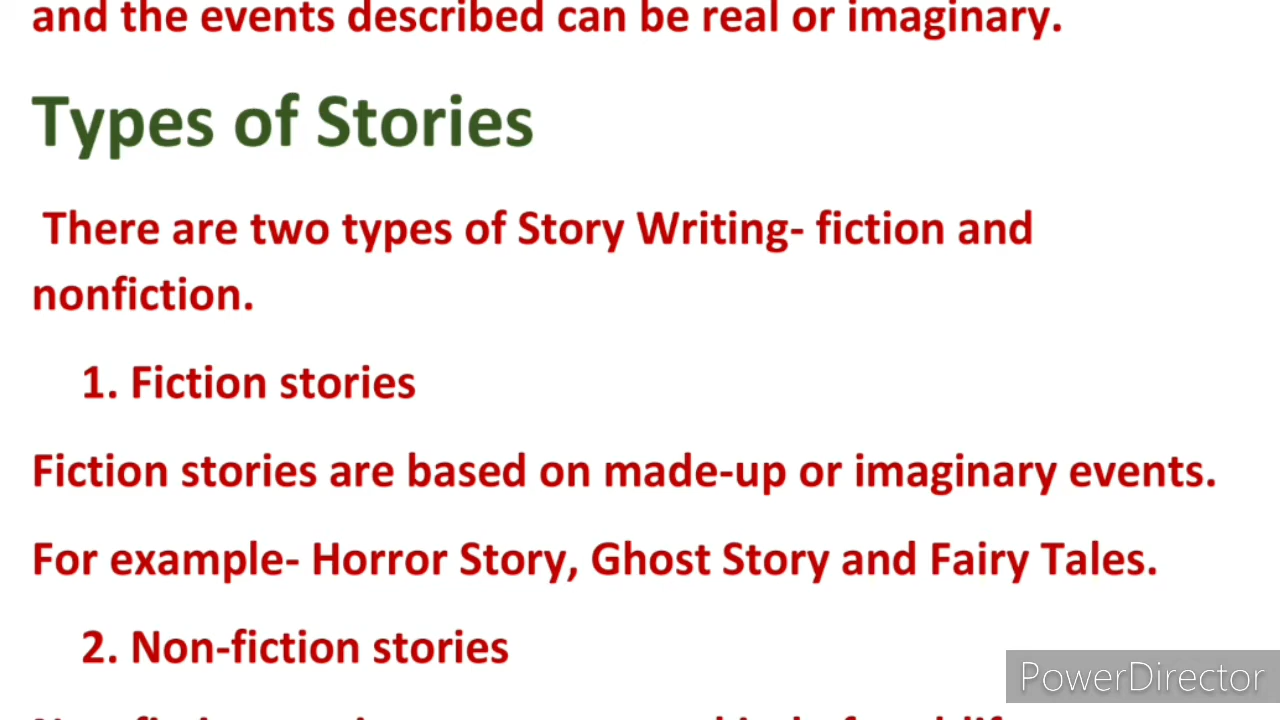 and the events described can be real or imaginary.
Types of Stories
There are two types of Story Writing- fiction and
nonfiction.
1. Fiction stories
Fiction stories are based on made-up or imaginary events.
For example- Horror Story, Ghost Story and Fairy Tales.
2. Non-fiction stories
PowerDirector